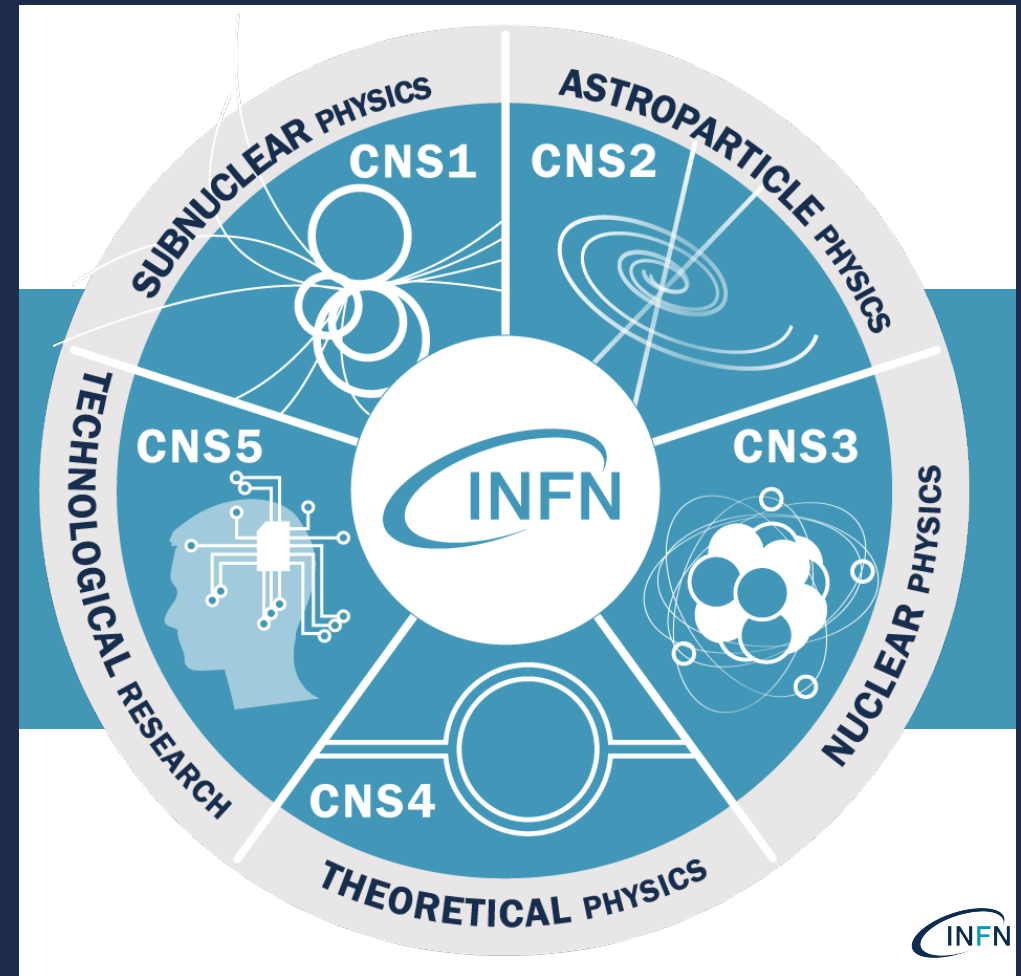 SUBNUCLEAR PHYSICS
CNS1
ASTROPARTICLE PHYSICS
CNS2
TECHNOLOGICAL RESEARCH
CNS5
INFN
CNS3
NUCLEAR PHYSICS
CNS4
THEORETICAL PHYSICS
INFN